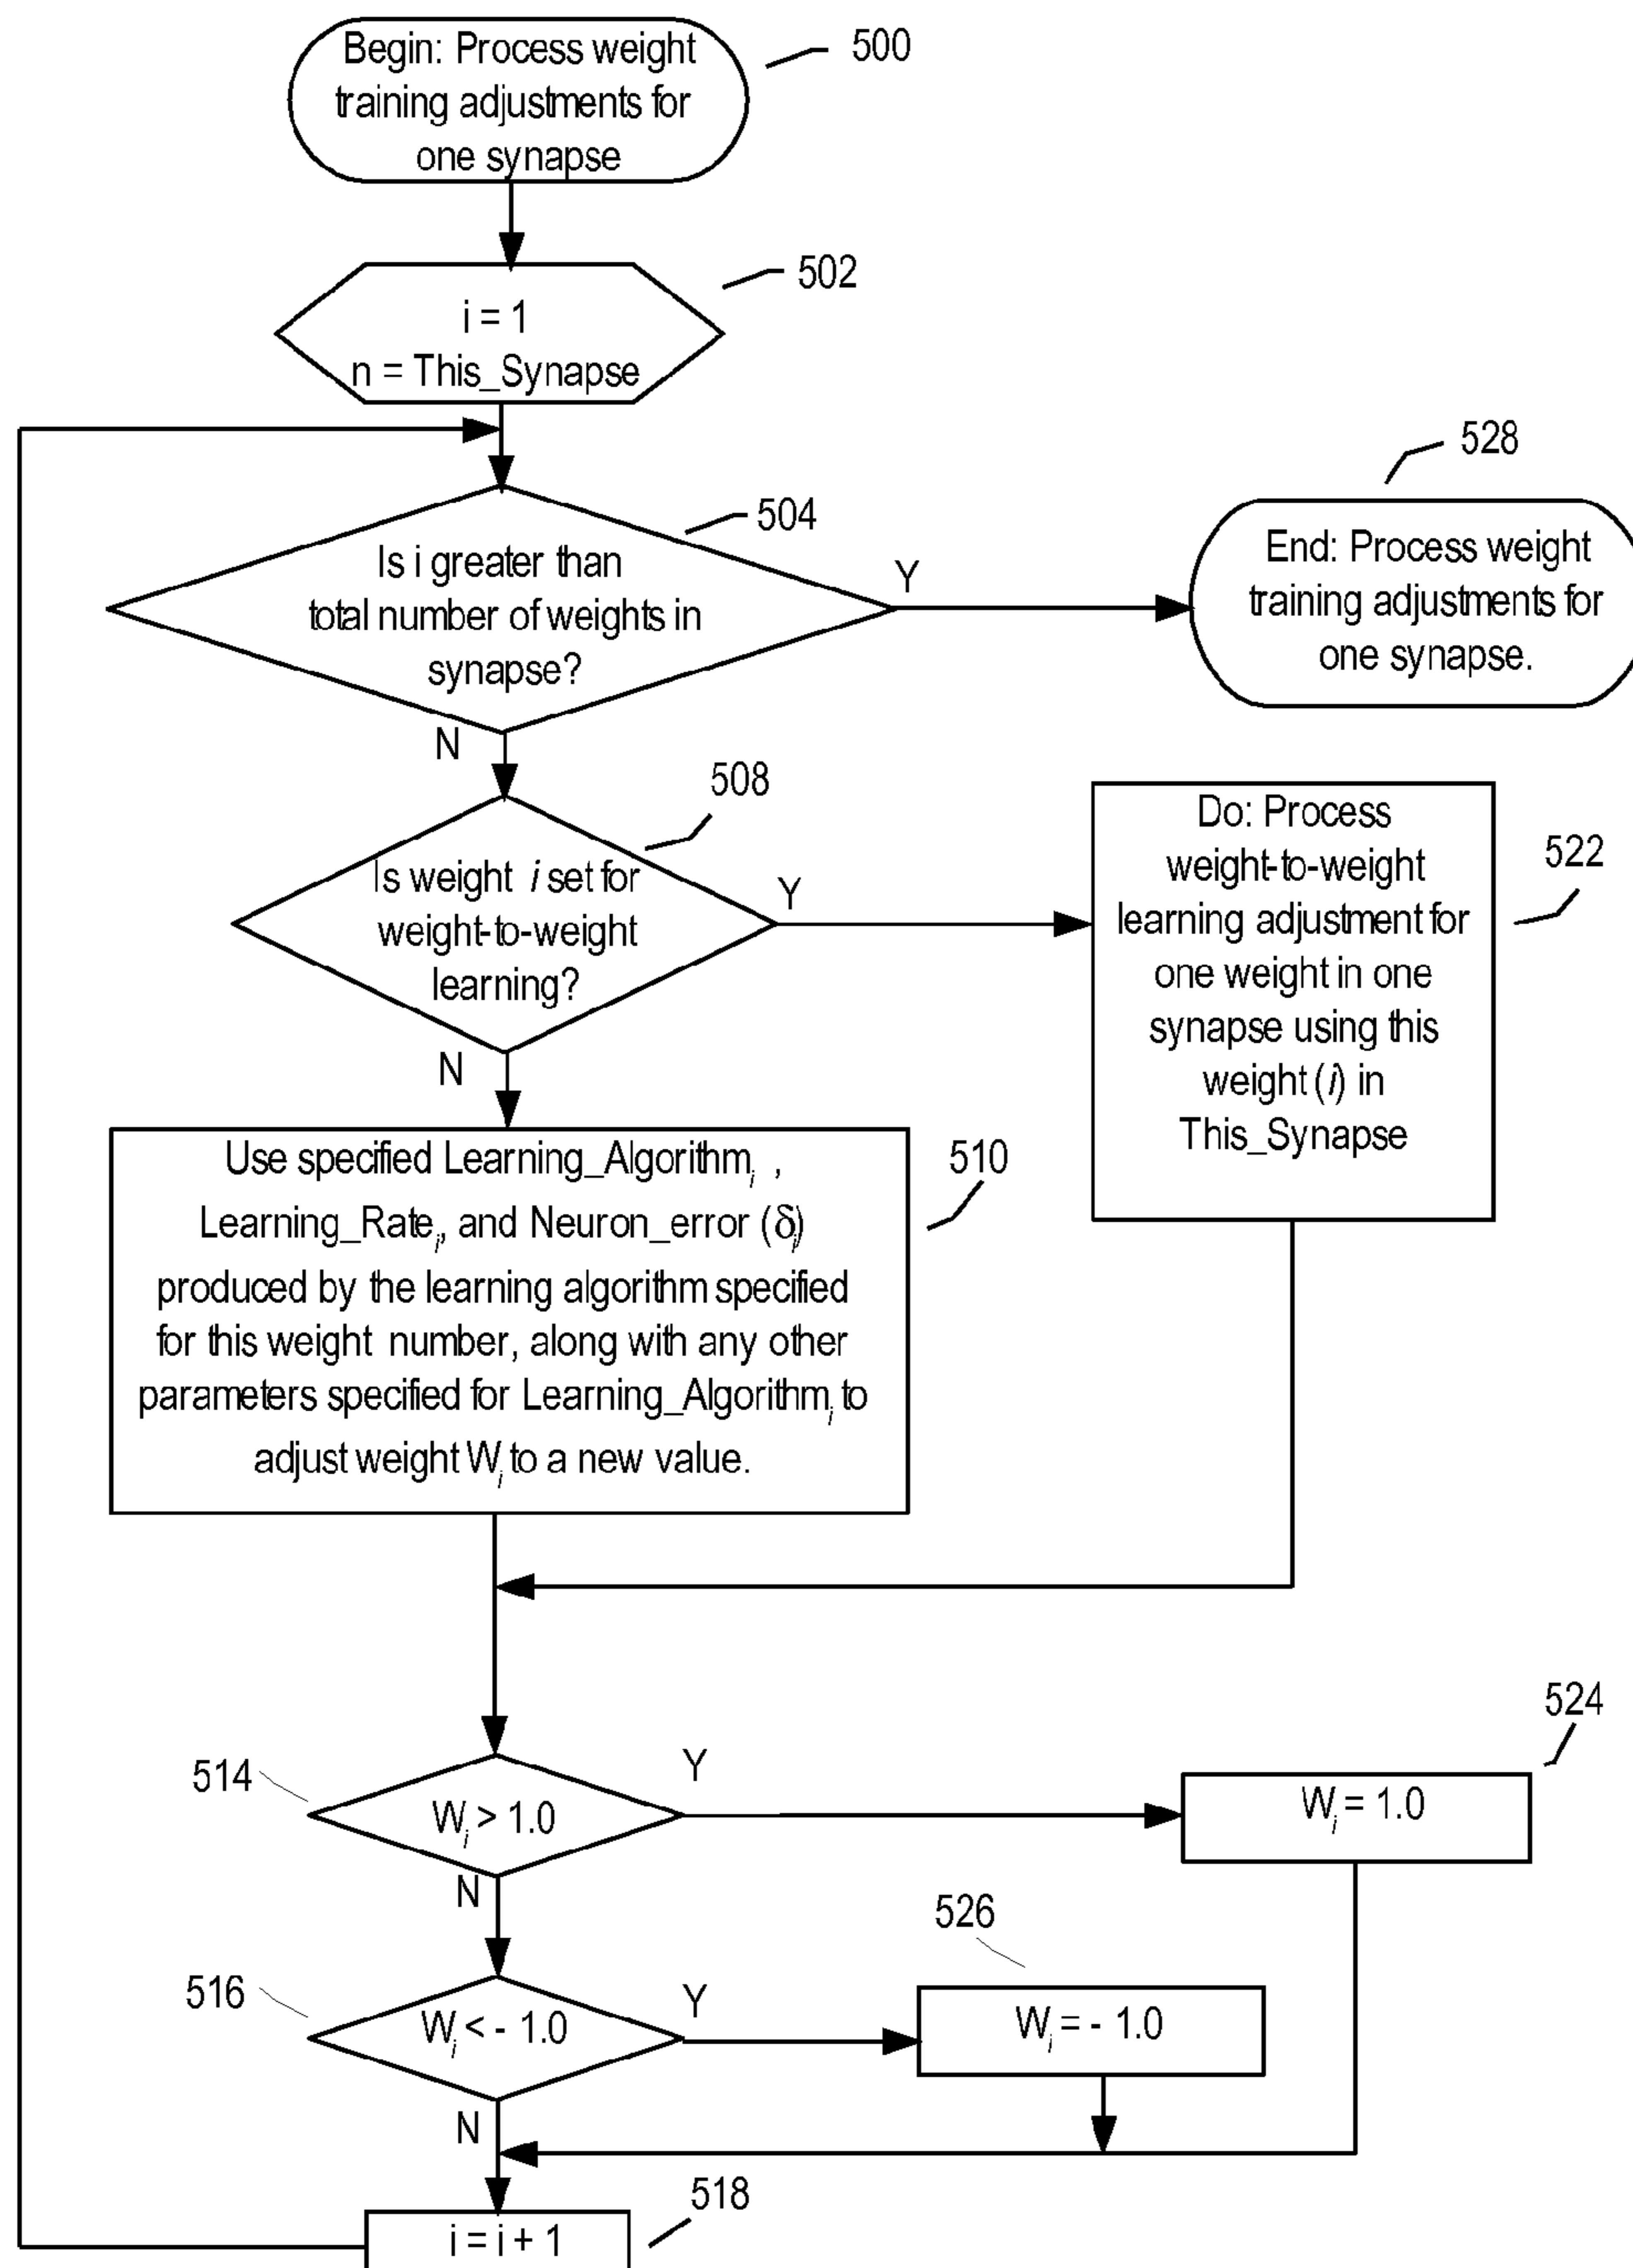 Begin: Process weight
training adjustments for
one synapse
500
502
i = 1
n = This_Synapse
528
504
Is i greater than
total number of weights in
synapse?
Y
End: Process weight
training adjustments for
one synapse.
N
508
Is weight i set for
weight-to-weight
learning?
Y
Do: Process
weight-to-weight
learning adjustment for
one weight in one
synapse using this
weight (i) in
This_Synapse
522
N
Use specified Learning_Algorithmi ,
Learning_Ratei, and Neuron_error (δi)
produced by the learning algorithm specified
for this weight number, along with any other
parameters specified for Learning_Algorithmi to
adjust weight Wi to a new value.
510
524
514
Wi > 1.0
Y
Wi = 1.0
N
526
516
Wi < - 1.0
Y
Wi = - 1.0
N
518
i = i + 1